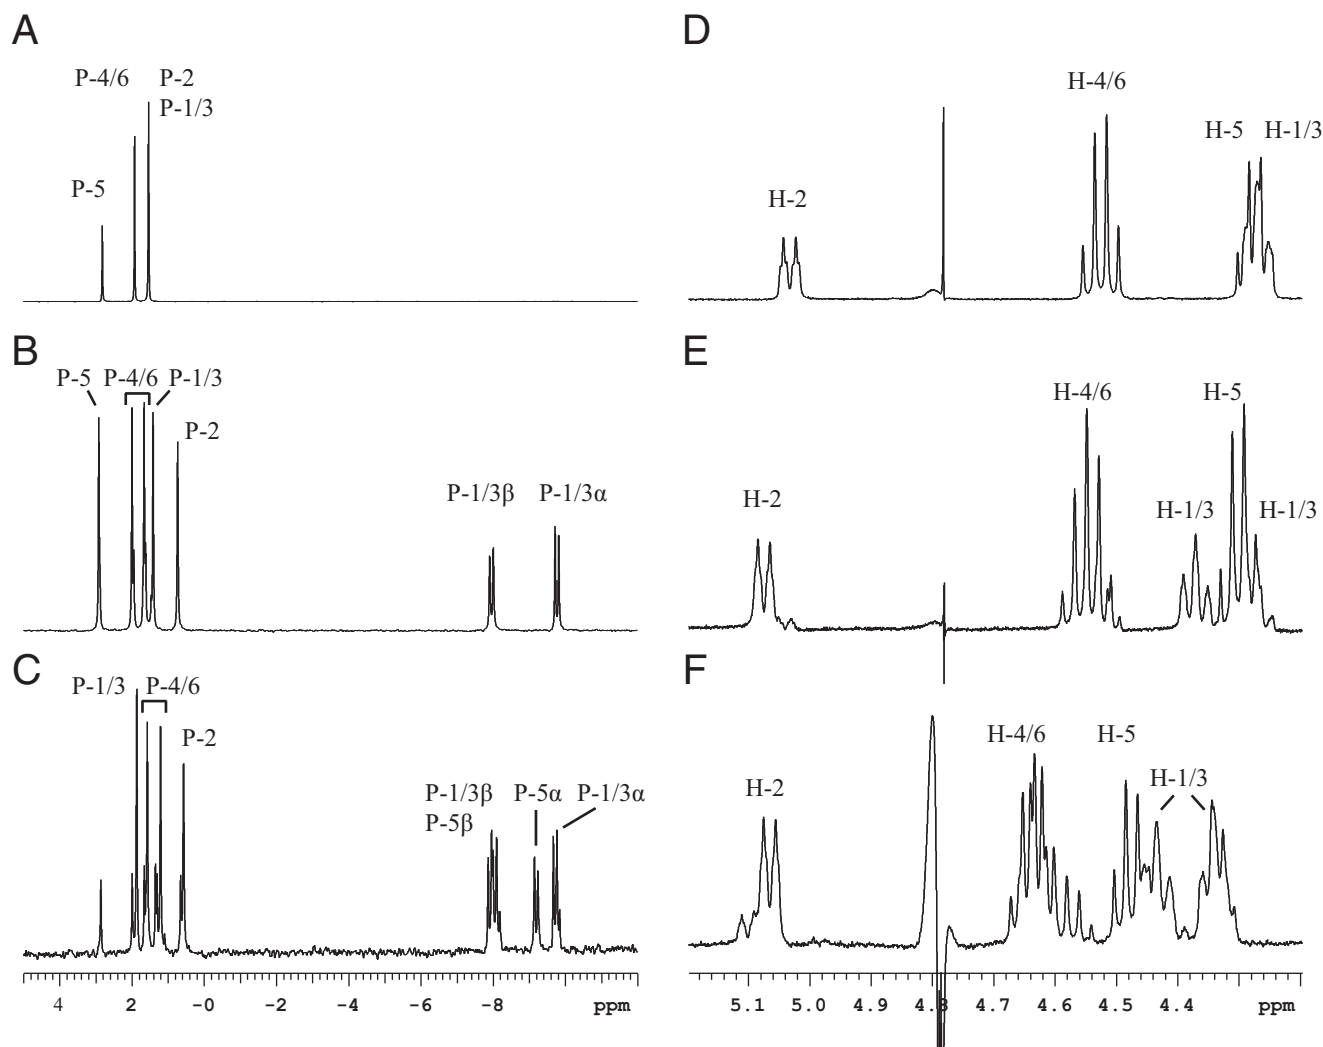 A
P-4/6 P-2
P-1/3
P-5
B
P-5 P-4/6 P-1/3
P-2
P-1/3β P-1/3α
C
P-1/3 P-4/6
P-2
P-1/3β P-5α P-1/3α
P-5β
4 2 -0 -2 -4 -6 -8 ppm
D
H-4/6
H-5 H-1/3
H-2
E
H-4/6 H-5
H-2 H-1/3 H-1/3
F
H-4/6 H-5
H-2 H-1/3
5.1 5.0 4.9 4.8 4.7 4.6 4.5 4.4 ppm